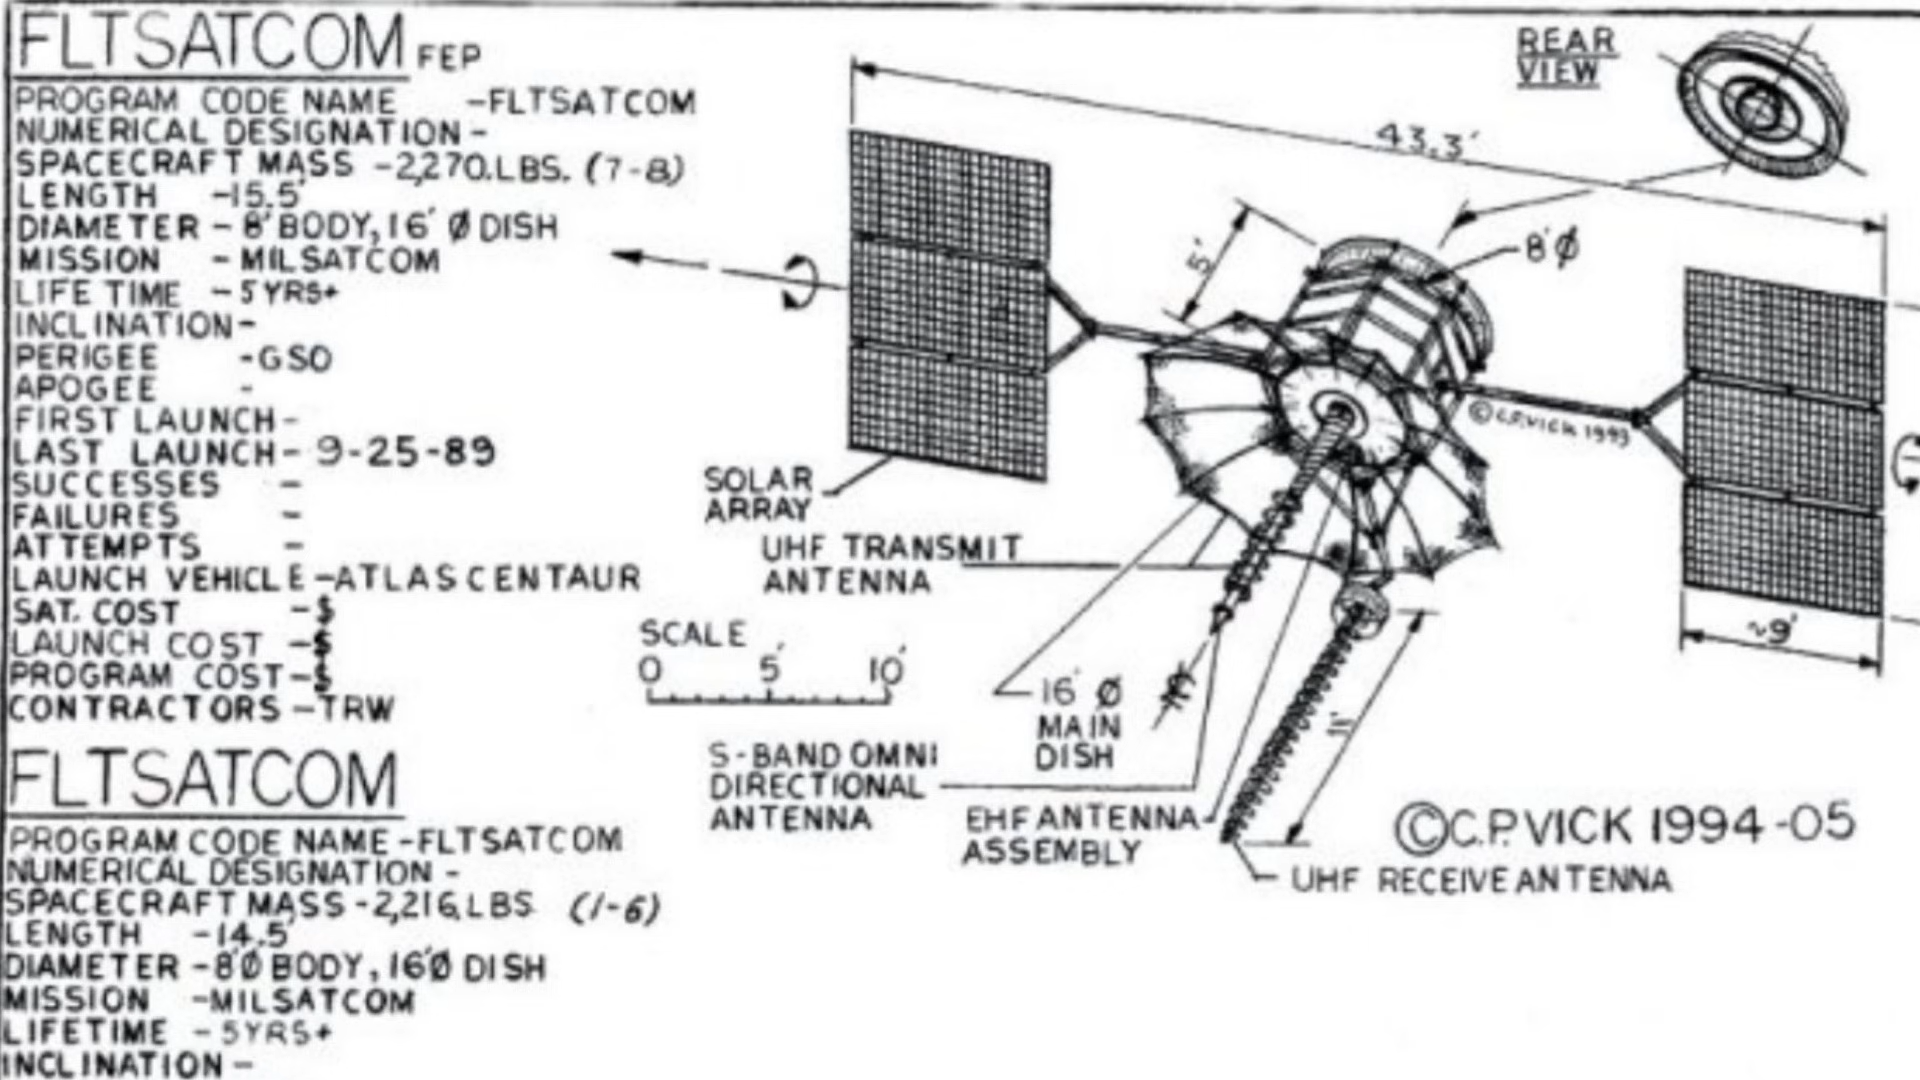 FLTSATCOM FEP
PROGRAM CODE NAME -FLTSATCOM
NUMERICAL DESIGNATION -
SPACECRAFT MASS -2,270.LBS. (7-8)
LENGTH -15.5'
DIAMETER - 8' BODY, 16' Ø DISH
MISSION - MILSATCOM
LIFE TIME - 5 YRS+
INCLINATION -
PERIGEE -GSO
APOGEE -
FIRST LAUNCH -
LAST LAUNCH - 9-25-89
SUCCESSES -
FAILURES -
ATTEMPTS -
LAUNCH VEHICLE -ATLAS CENTAUR
SAT. COST -$
LAUNCH COST -$
PROGRAM COST -$
CONTRACTORS -TRW
FLTSATCOM
PROGRAM CODE NAME -FLTSATCOM
NUMERICAL DESIGNATION -
SPACECRAFT MASS -2,216.LBS (1-6)
LENGTH -14.5'
DIAMETER -8'Ø BODY, 16'Ø DISH
MISSION -MILSATCOM
LIFETIME - 5YRS+
INCLINATION -
REAR
VIEW
43.3'
5'
8'Ø
©C.P.VICK 1993
SOLAR
ARRAY
UHF TRANSMIT
ANTENNA
SCALE
0 5' 10'
16' Ø
MAIN
DISH
~9'
11'
S-BAND OMNI
DIRECTIONAL
ANTENNA
EHF ANTENNA
ASSEMBLY
©C.P.VICK 1994-05
UHF RECEIVE ANTENNA